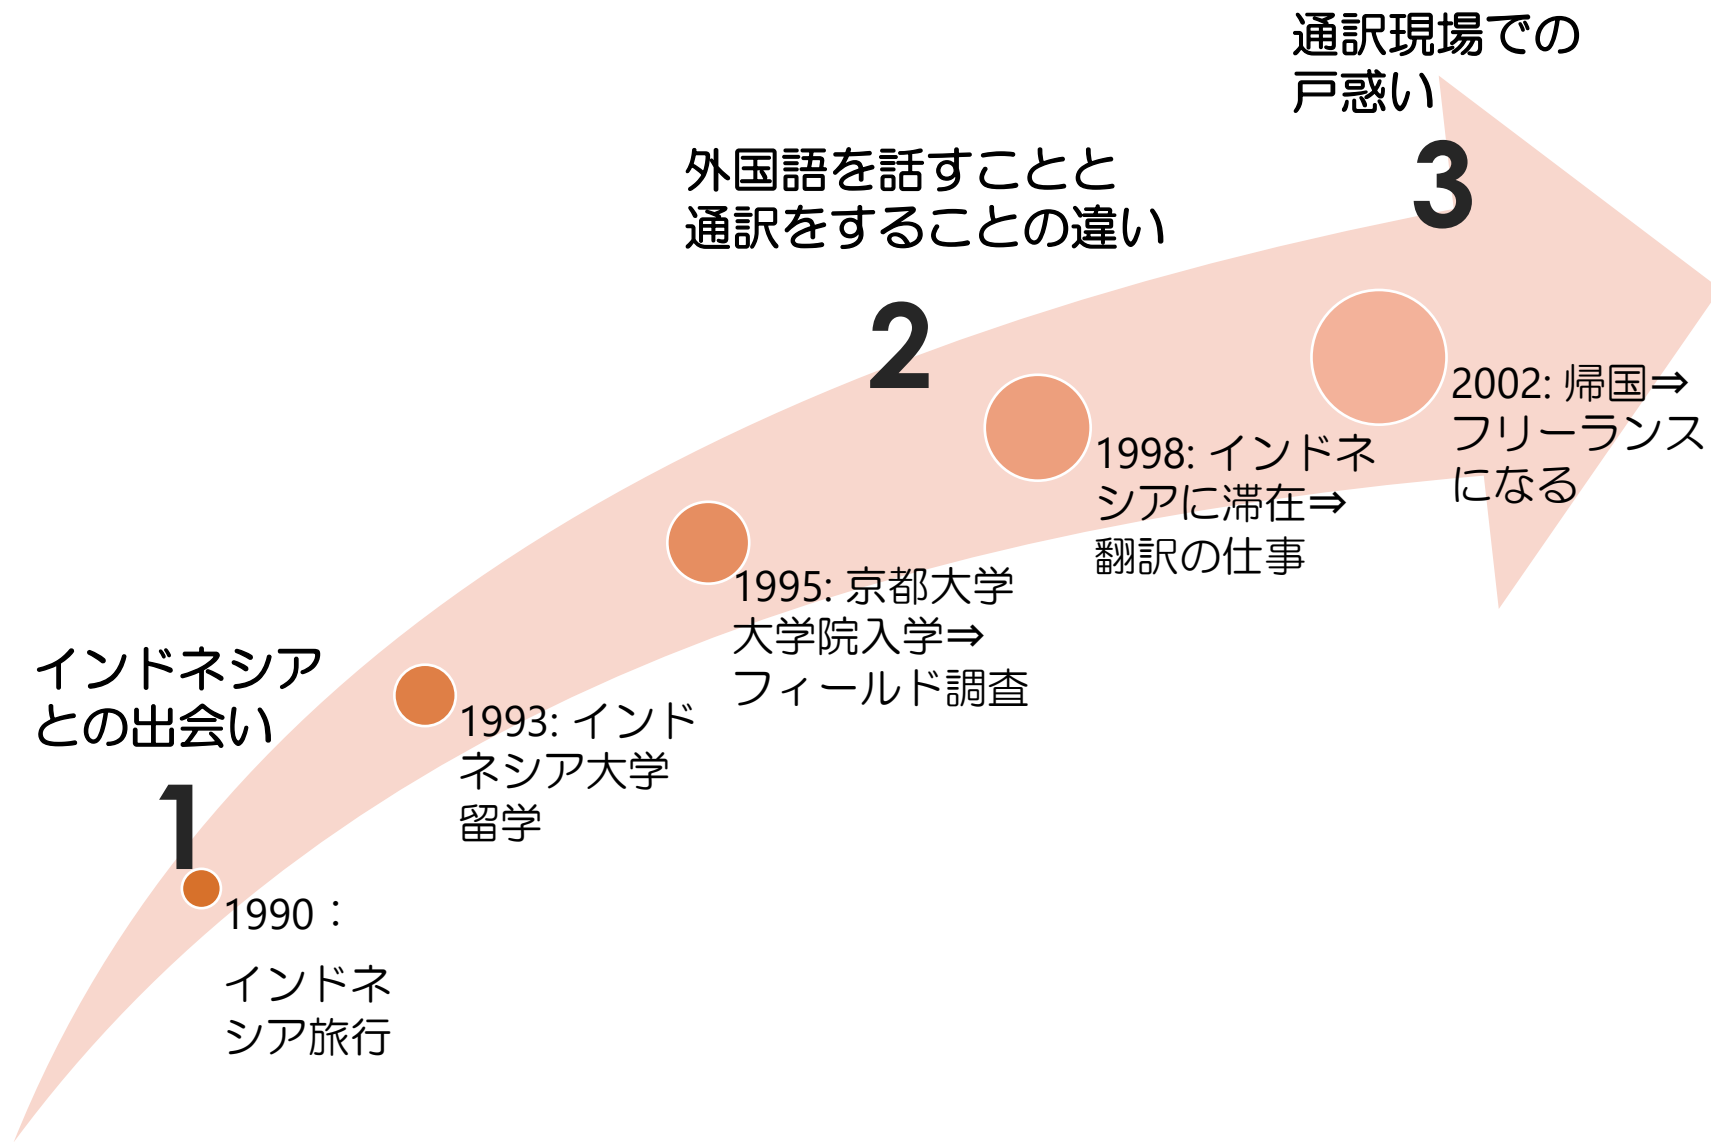 通訳現場での
戸惑い
3
外国語を話すことと
通訳をすることの違い
2
2002: 帰国⇒
フリーランス
になる
1998: インドネ
シアに滞在⇒
翻訳の仕事
1995: 京都大学
大学院入学⇒
フィールド調査
インドネシア
との出会い
1
1993: インド
ネシア大学
留学
1990：
インドネ
シア旅行